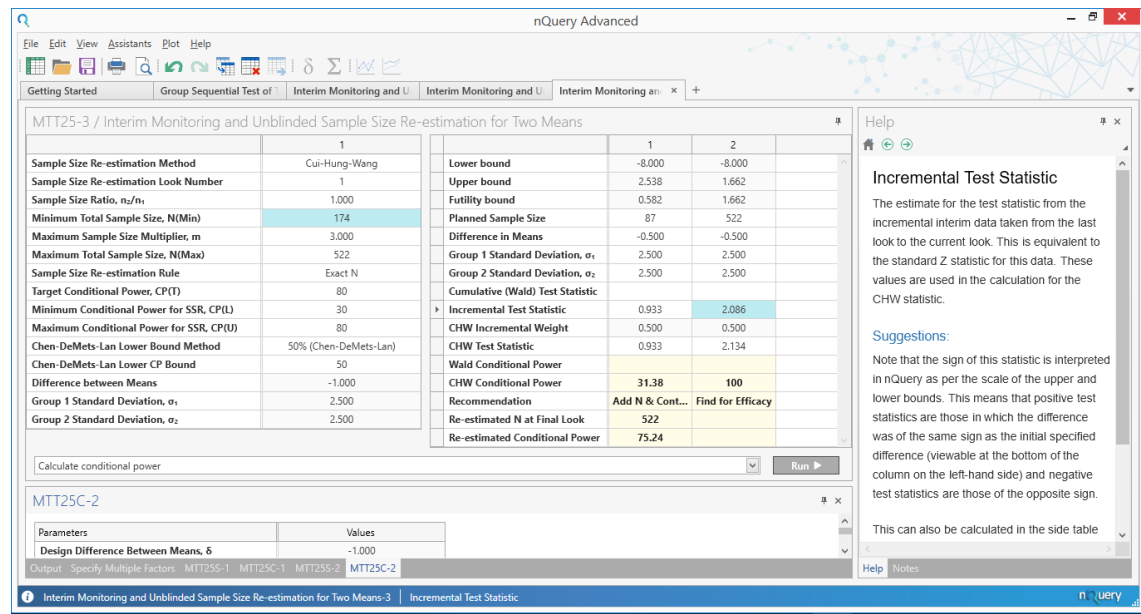 nQuery Advanced
File Edit View Assistants Plot Help
Getting Started Group Sequential Test of Interim Monitoring and U Interim Monitoring and U Interim Monitoring an × +
MTT25-3 / Interim Monitoring and Unblinded Sample Size Re-estimation for Two Means
1
Sample Size Re-estimation Method Cui-Hung-Wang
Sample Size Re-estimation Look Number 1
Sample Size Ratio, n₂/n₁ 1.000
Minimum Total Sample Size, N(Min) 174
Maximum Sample Size Multiplier, m 3.000
Maximum Total Sample Size, N(Max) 522
Sample Size Re-estimation Rule Exact N
Target Conditional Power, CP(T) 80
Minimum Conditional Power for SSR, CP(L) 30
Maximum Conditional Power for SSR, CP(U) 80
Chen-DeMets-Lan Lower Bound Method 50% (Chen-DeMets-Lan)
Chen-DeMets-Lan Lower CP Bound 50
Difference between Means -1.000
Group 1 Standard Deviation, σ₁ 2.500
Group 2 Standard Deviation, σ₂ 2.500
1 2
Lower bound -8.000 -8.000
Upper bound 2.538 1.662
Futility bound 0.582 1.662
Planned Sample Size 87 522
Difference in Means -0.500 -0.500
Group 1 Standard Deviation, σ₁ 2.500 2.500
Group 2 Standard Deviation, σ₂ 2.500 2.500
Cumulative (Wald) Test Statistic
Incremental Test Statistic 0.933 2.086
CHW Incremental Weight 0.500 0.500
CHW Test Statistic 0.933 2.134
Wald Conditional Power
CHW Conditional Power 31.38 100
Recommendation Add N & Cont... Find for Efficacy
Re-estimated N at Final Look 522
Re-estimated Conditional Power 75.24
Calculate conditional power Run
MTT25C-2
Parameters Values
Design Difference Between Means, δ -1.000
Output Specify Multiple Factors MTT25S-1 MTT25C-1 MTT25S-2 MTT25C-2
Help
Incremental Test Statistic
The estimate for the test statistic from the
incremental interim data taken from the last
look to the current look. This is equivalent to
the standard Z statistic for this data. These
values are used in the calculation for the
CHW statistic.
Suggestions:
Note that the sign of this statistic is interpreted
in nQuery as per the scale of the upper and
lower bounds. This means that positive test
statistics are those in which the difference
was of the same sign as the initial specified
difference (viewable at the bottom of the
column on the left-hand side) and negative
test statistics are those of the opposite sign.
This can also be calculated in the side table
Help Notes
Interim Monitoring and Unblinded Sample Size Re-estimation for Two Means-3 Incremental Test Statistic
nQuery